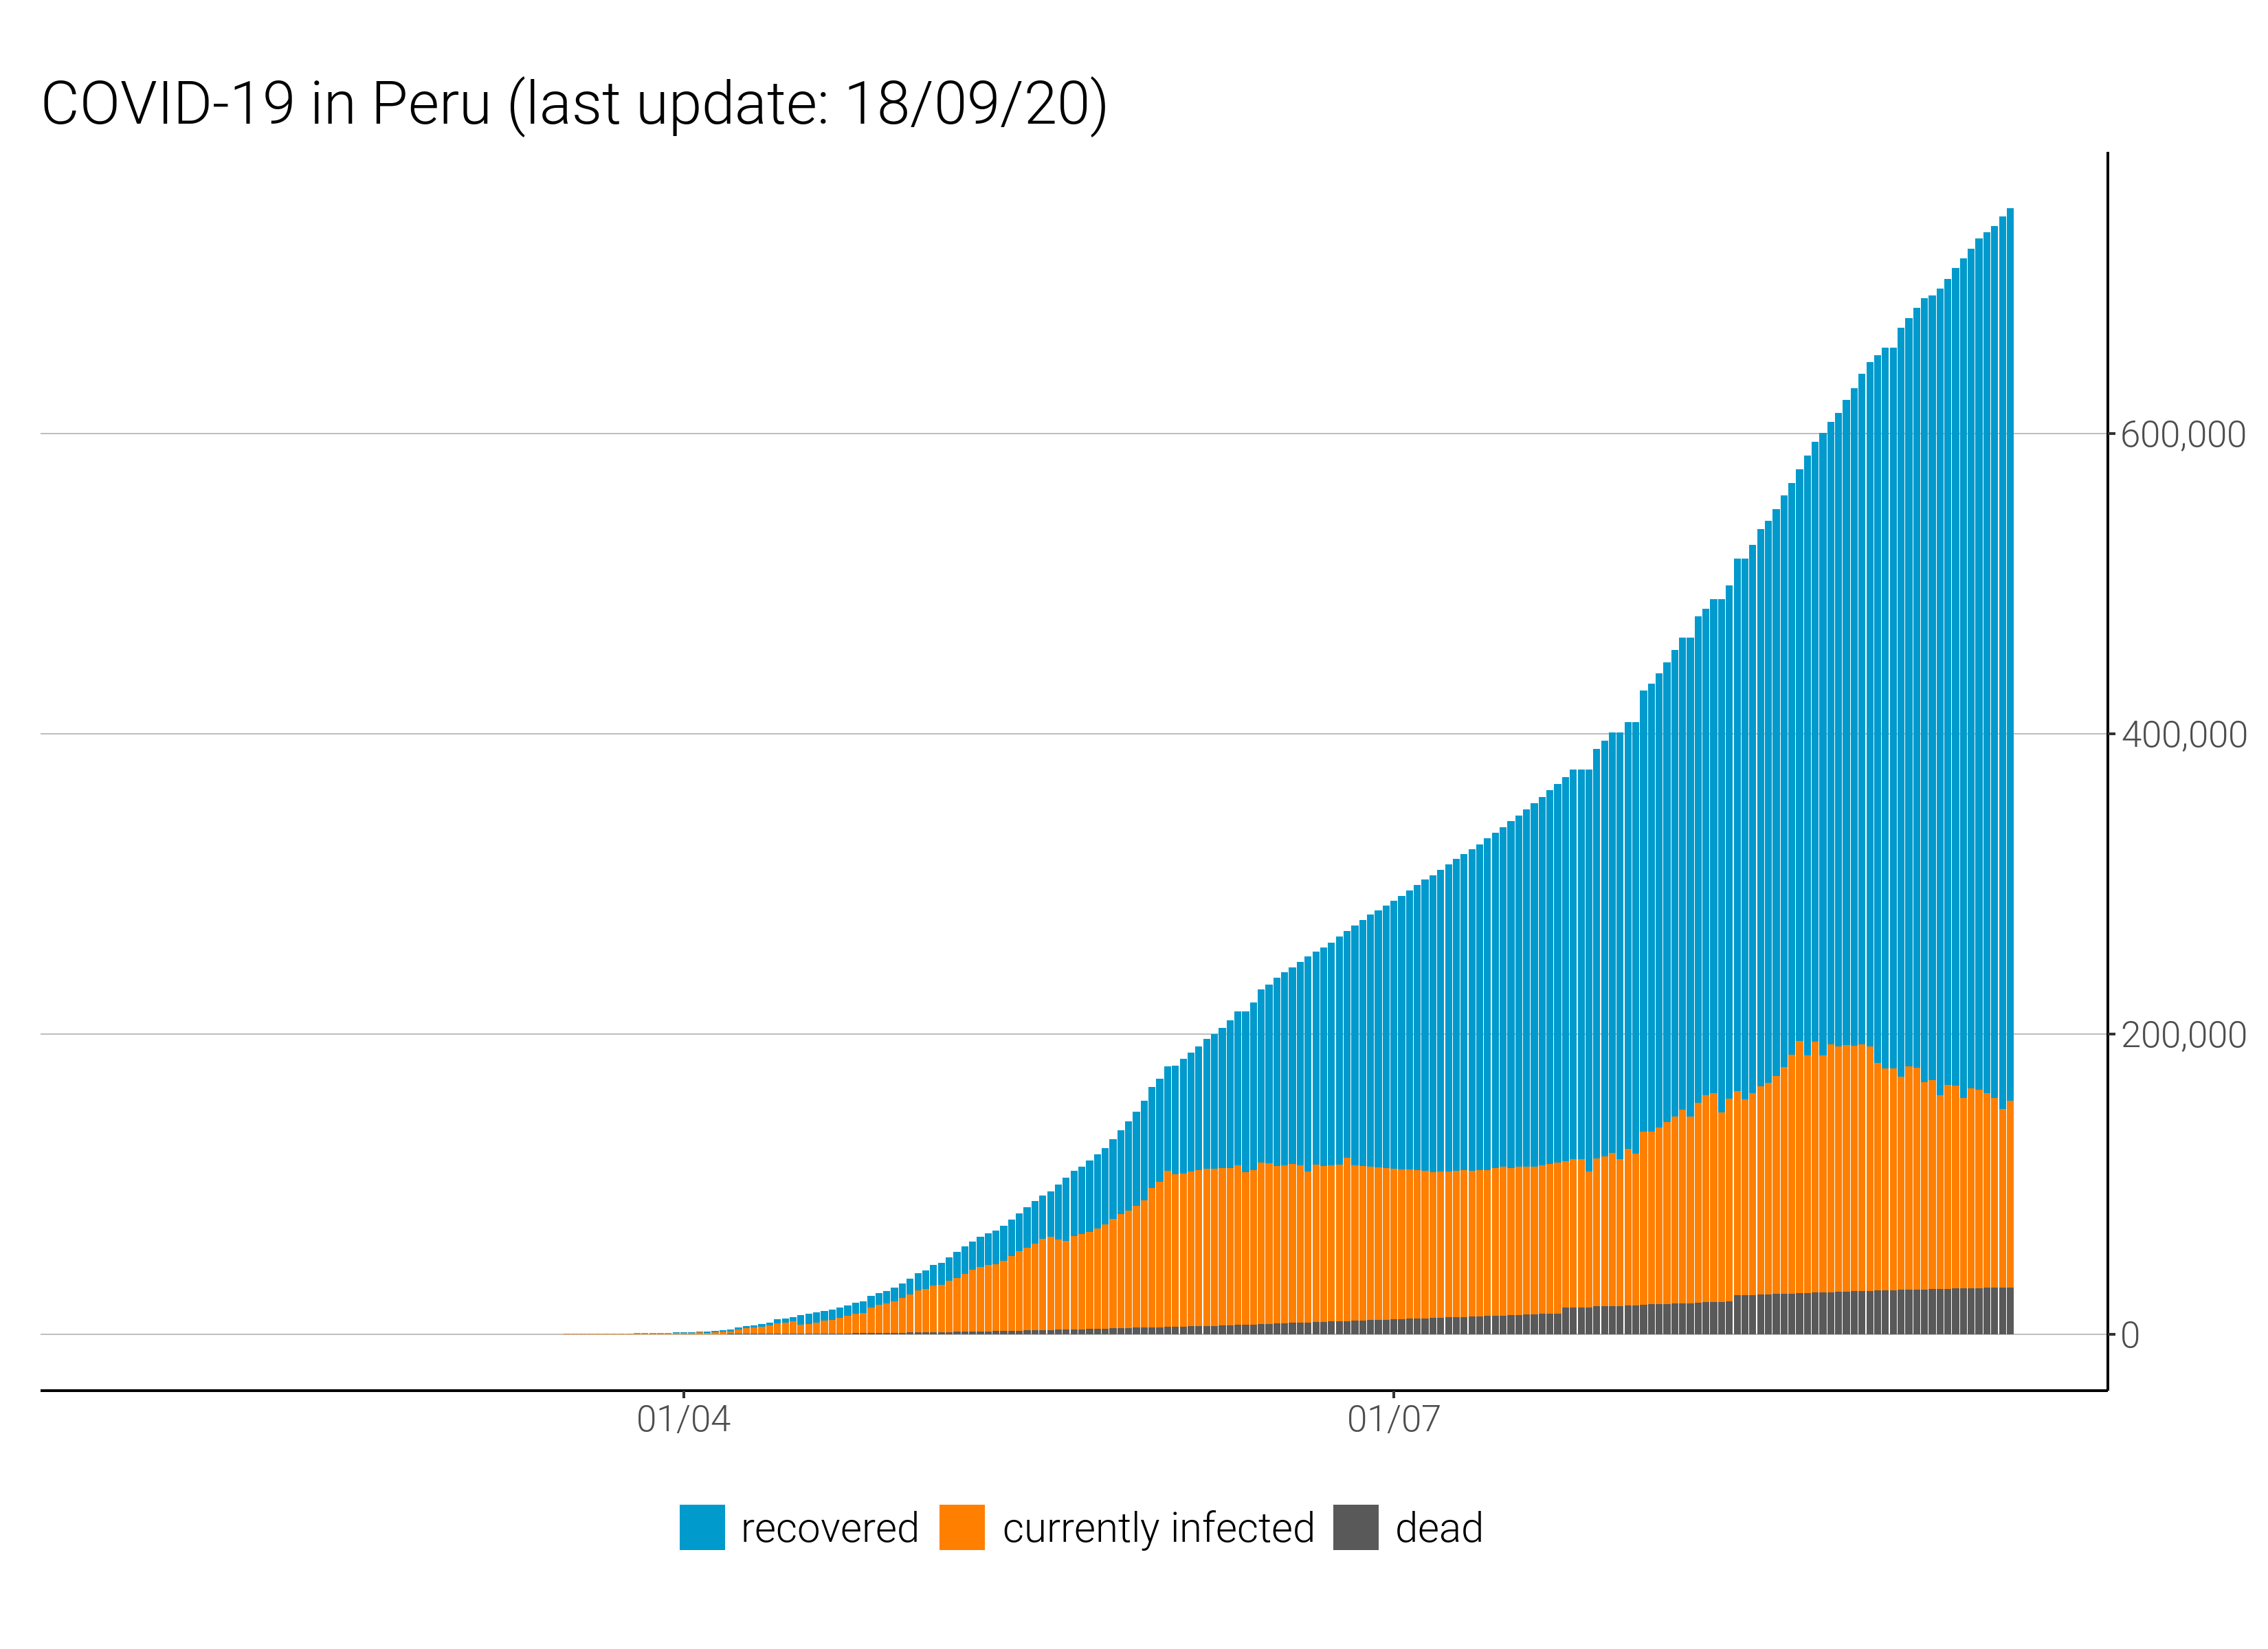 COVID-19 in Peru (last update: 18/09/20)
600,000
400,000
200,000
0
01/04 01/07
recovered currently infected dead